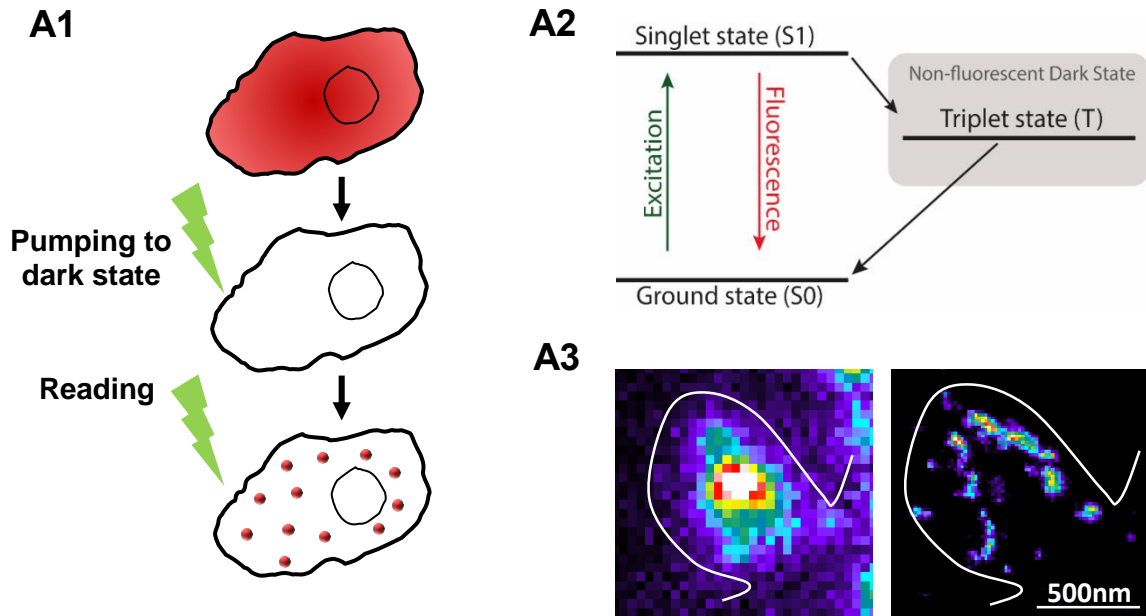 A1
Pumping to
dark state
Reading
A2
Singlet state (S1)
Non-fluorescent Dark State
Triplet state (T)
Excitation
Fluorescence
Ground state (S0)
A3
500nm